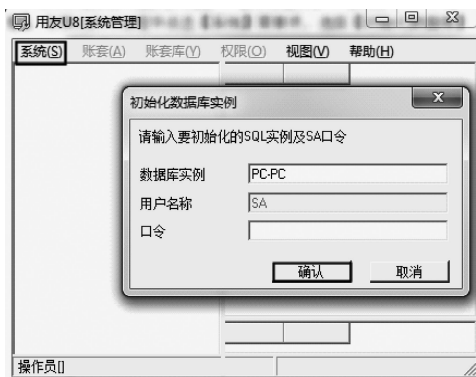 用友U8[系统管理]
系统(S) 账套(A) 账套库(Y) 权限(O) 视图(V) 帮助(H)
初始化数据库实例
请输入要初始化的SQL实例及SA口令
数据库实例 PC-PC
用户名称 SA
口令
确认 取消
操作员[]